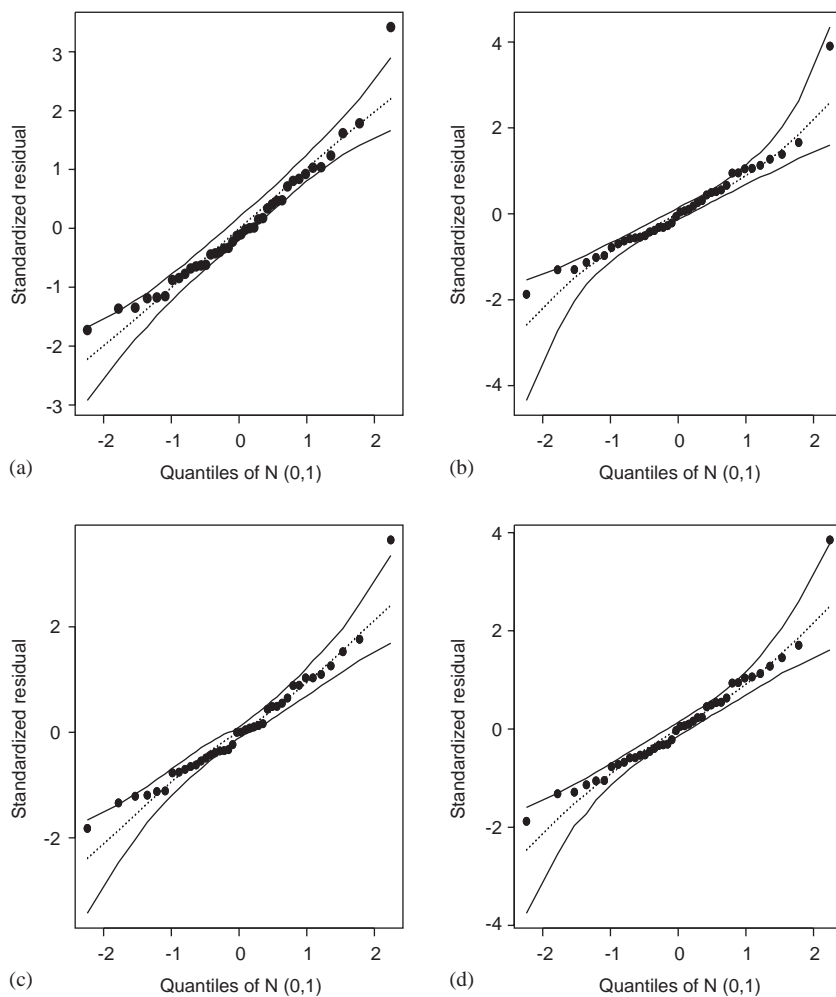 3
2
1
0
-1
-2
-3
Standardized residual
-2 -1 0 1 2
Quantiles of N (0,1)
(a)
4
2
0
-2
-4
Standardized residual
-2 -1 0 1 2
Quantiles of N (0,1)
(b)
2
0
-2
Standardized residual
-2 -1 0 1 2
Quantiles of N (0,1)
(c)
4
2
0
-2
-4
Standardized residual
-2 -1 0 1 2
Quantiles of N (0,1)
(d)